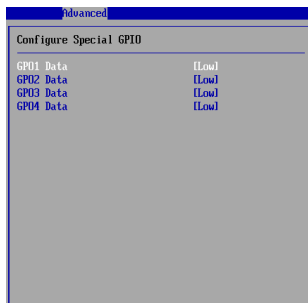 Advanced
Configure Special GPIO
GPO1 Data [Low]
GPO2 Data [Low]
GPO3 Data [Low]
GPO4 Data [Low]